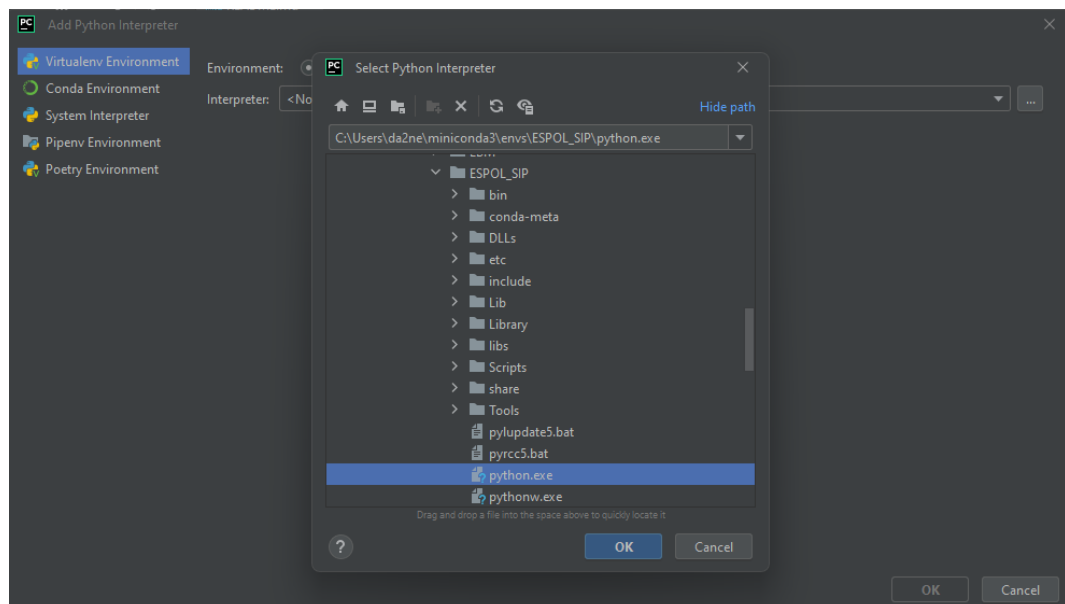 PC Add Python Interpreter
Virtualenv Environment
Conda Environment
System Interpreter
Pipenv Environment
Poetry Environment
Environment:
Interpreter: <No
...
PC Select Python Interpreter
Hide path
C:\Users\da2ne\miniconda3\envs\ESPOL_SIP\python.exe
ESPOL_SIP
bin
conda-meta
DLLs
etc
include
Lib
Library
libs
Scripts
share
Tools
pylupdate5.bat
pyrcc5.bat
python.exe
pythonw.exe
Drag and drop a file into the space above to quickly locate it
? OK Cancel
OK Cancel